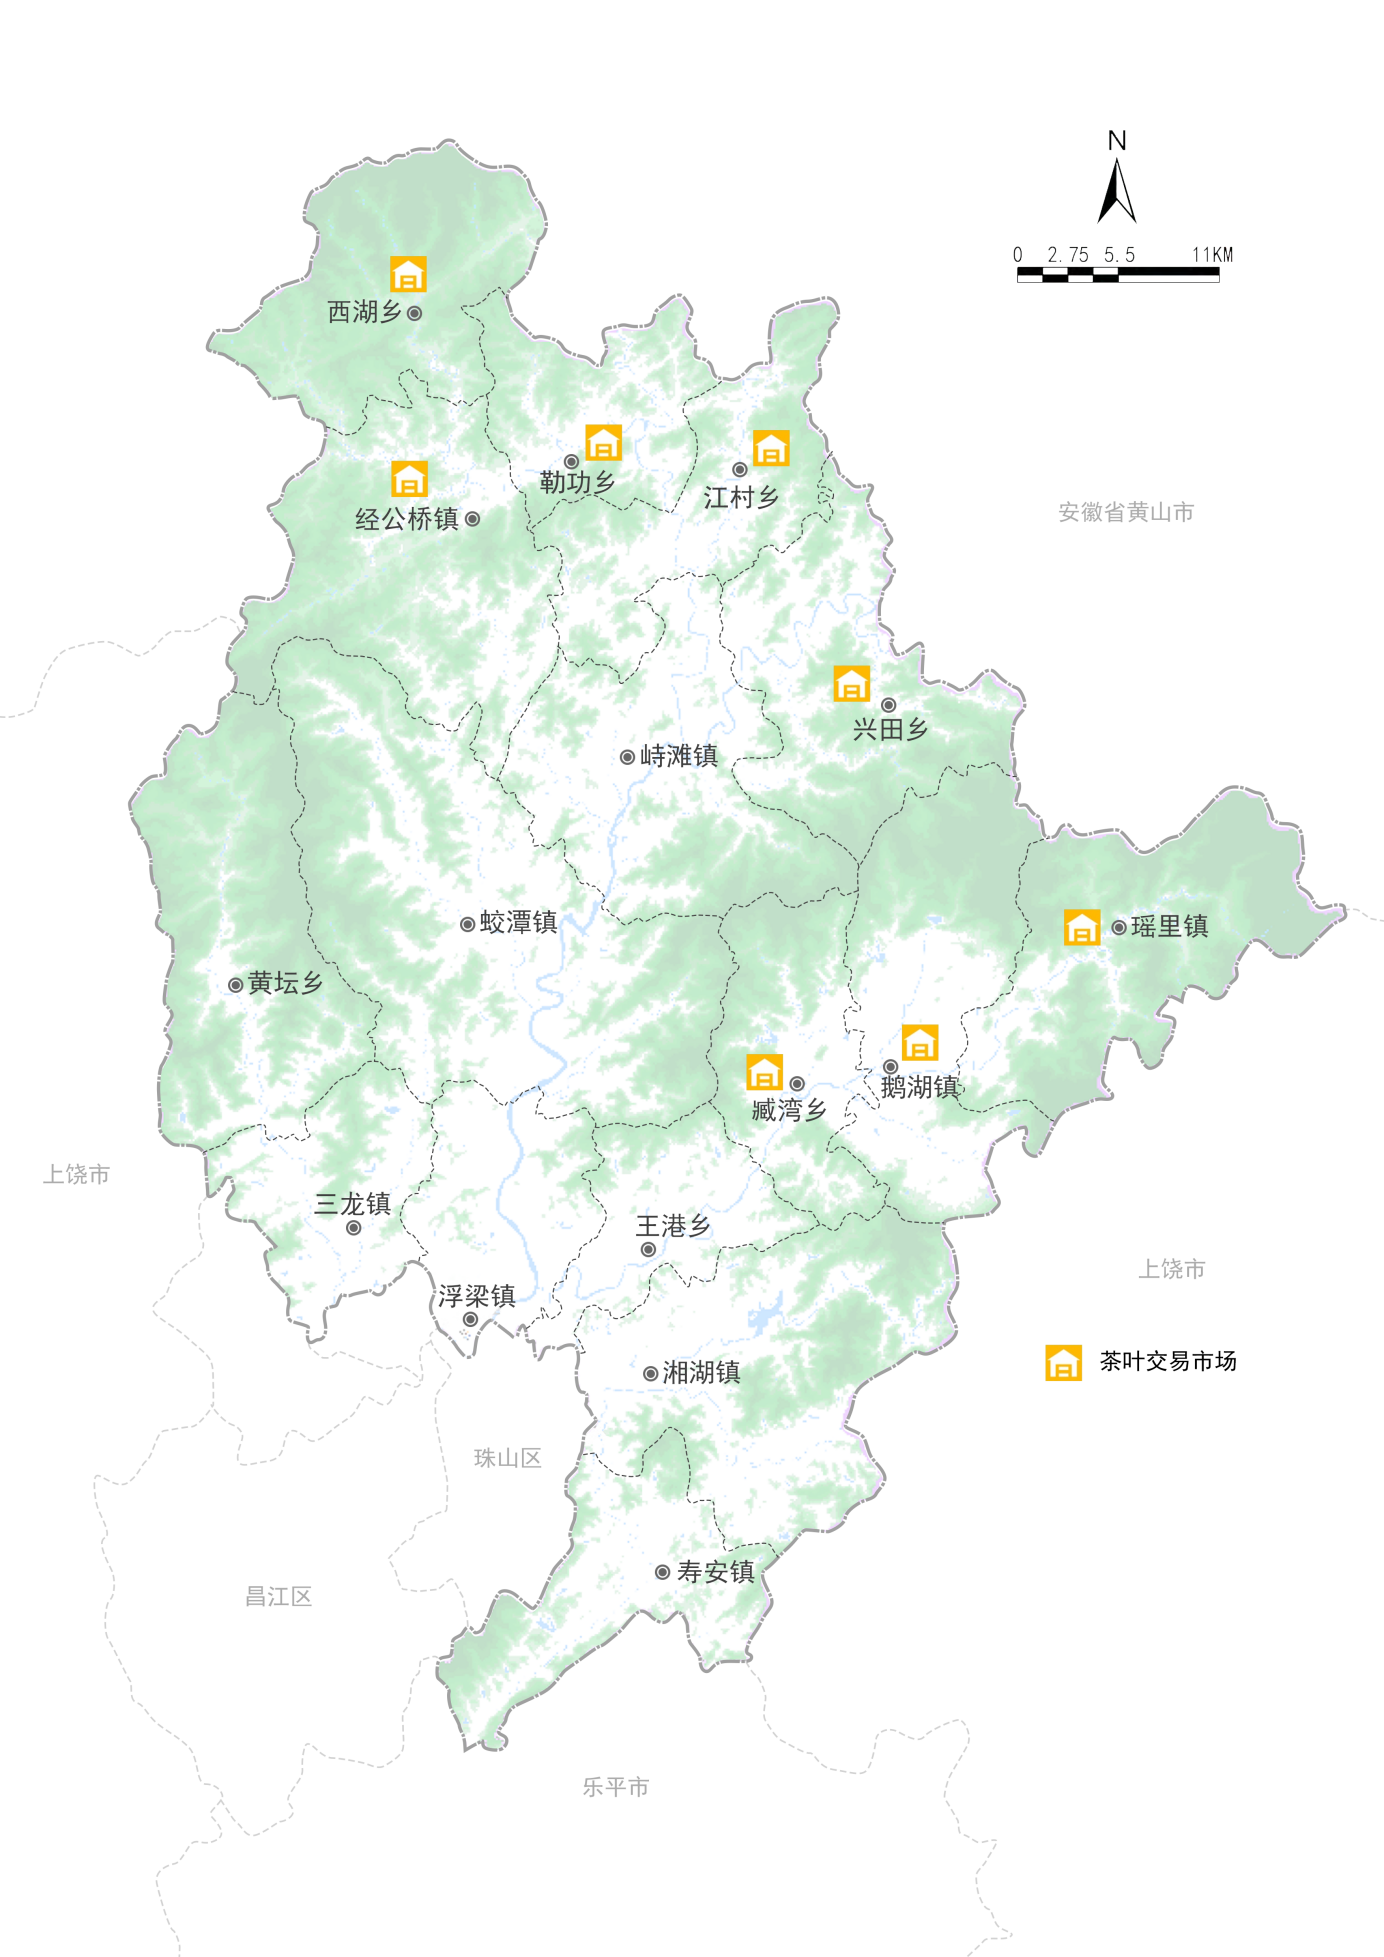 N
0 2.75 5.5 11KM
西湖乡
勒功乡
江村乡
经公桥镇
安徽省黄山市
兴田乡
峙滩镇
蛟潭镇
瑶里镇
黄坛乡
鹅湖镇
臧湾乡
上饶市
三龙镇
王港乡
上饶市
浮梁镇
茶叶交易市场
湘湖镇
珠山区
寿安镇
昌江区
乐平市